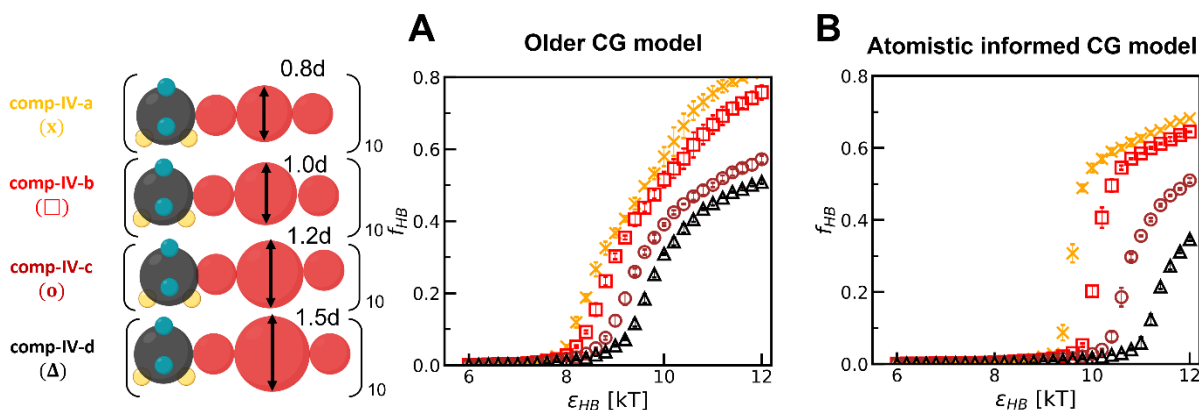 A
Older CG model
B
Atomistic informed CG model
comp-IV-a
(x)
0.8d
10
comp-IV-b
(□)
1.0d
10
comp-IV-c
(o)
1.2d
10
comp-IV-d
(Δ)
1.5d
10
0.8
0.6
0.4
0.2
0.0
f_HB
6 8 10 12
ε_HB [kT]
0.8
0.6
0.4
0.2
0.0
f_HB
6 8 10 12
ε_HB [kT]